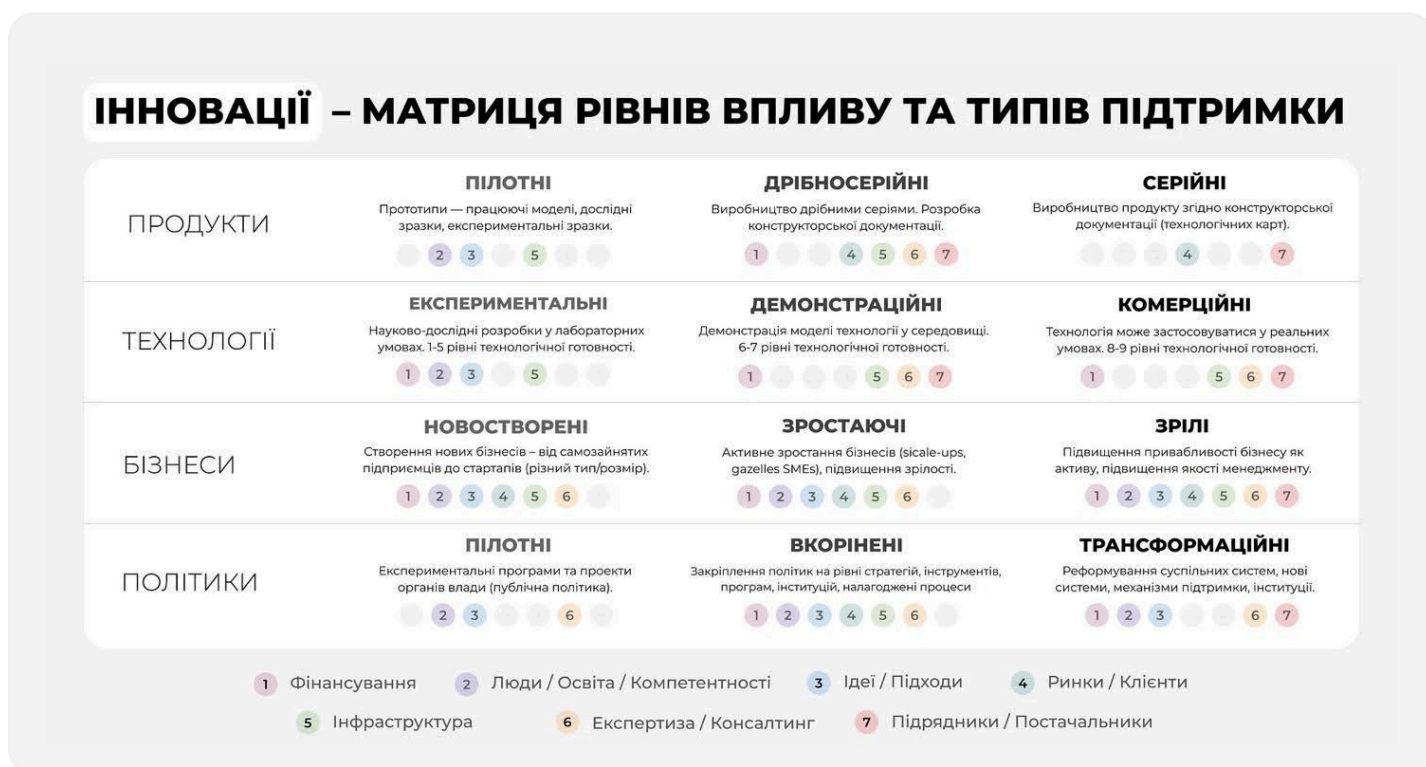 ІННОВАЦІЇ – МАТРИЦЯ РІВНІВ ВПЛИВУ ТА ТИПІВ ПІДТРИМКИ
ПРОДУКТИ
ПІЛОТНІ
Прототипи — працюючі моделі, дослідні
зразки, експериментальні зразки.
2 3 5
ДРІБНОСЕРІЙНІ
Виробництво дрібними серіями. Розробка
конструкторської документації.
1 4 5 6 7
СЕРІЙНІ
Виробництво продукту згідно конструкторської
документації (технологічних карт).
4 7
ТЕХНОЛОГІЇ
ЕКСПЕРИМЕНТАЛЬНІ
Науково-дослідні розробки у лабораторних
умовах. 1-5 рівні технологічної готовності.
1 2 3 5
ДЕМОНСТРАЦІЙНІ
Демонстрація моделі технології у середовищі.
6-7 рівні технологічної готовності.
1 5 6 7
КОМЕРЦІЙНІ
Технологія може застосовуватися у реальних
умовах. 8-9 рівні технологічної готовності.
1 5 6 7
БІЗНЕСИ
НОВОСТВОРЕНІ
Створення нових бізнесів – від самозайнятих
підприємців до стартапів (різний тип/розмір).
1 2 3 4 5 6
ЗРОСТАЮЧІ
Активне зростання бізнесів (sicale-ups,
gazelles SMEs), підвищення зрілості.
1 2 3 4 5 6
ЗРІЛІ
Підвищення привабливості бізнесу як
активу, підвищення якості менеджменту.
1 2 3 4 5 6 7
ПОЛІТИКИ
ПІЛОТНІ
Експериментальні програми та проекти
органів влади (публічна політика).
2 3 6
ВКОРІНЕНІ
Закріплення політик на рівні стратегій, інструментів,
програм, інституцій, налагоджені процеси
1 2 3 4 5 6
ТРАНСФОРМАЦІЙНІ
Реформування суспільних систем, нові
системи, механізми підтримки, інституції.
1 2 3 6 7
1 Фінансування 2 Люди / Освіта / Компетентності 3 Ідеї / Підходи 4 Ринки / Клієнти
5 Інфраструктура 6 Експертиза / Консалтинг 7 Підрядники / Постачальники